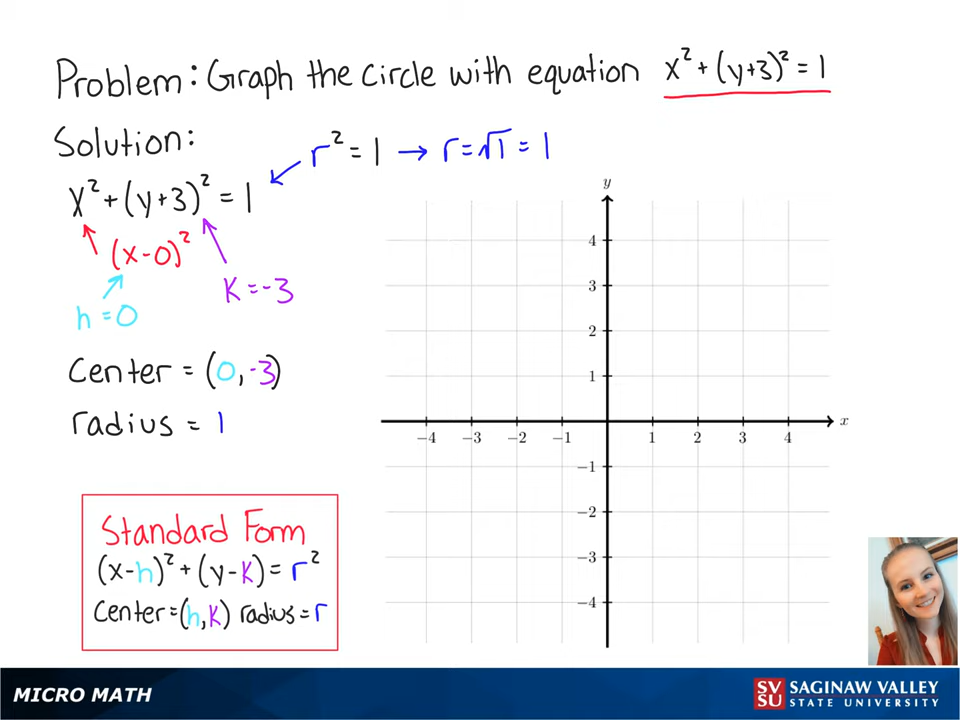 Problem: Graph the circle with equation x² + (y+3)² = 1
Solution:
r² = 1 → r = √1 = 1
x² + (y+3)² = 1
(x-0)²
k = -3
h = 0
center = (0, -3)
radius = 1
y
4
3
2
1
x
−4 −3 −2 −1 1 2 3 4
−1
−2
−3
−4
Standard Form
(x-h)² + (y-k) = r²
center = (h, k) radius = r
MICRO MATH
SV
SU
SAGINAW VALLEY
STATE UNIVERSITY